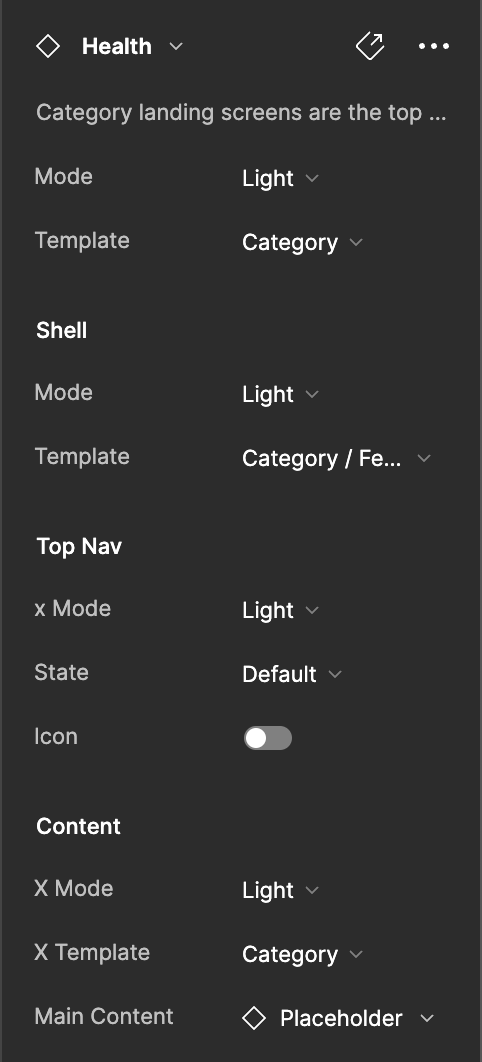 Health
Category landing screens are the top ...
Mode Light
Template Category
Shell
Mode Light
Template Category / Fe...
Top Nav
x Mode Light
State Default
Icon
Content
X Mode Light
X Template Category
Main Content Placeholder